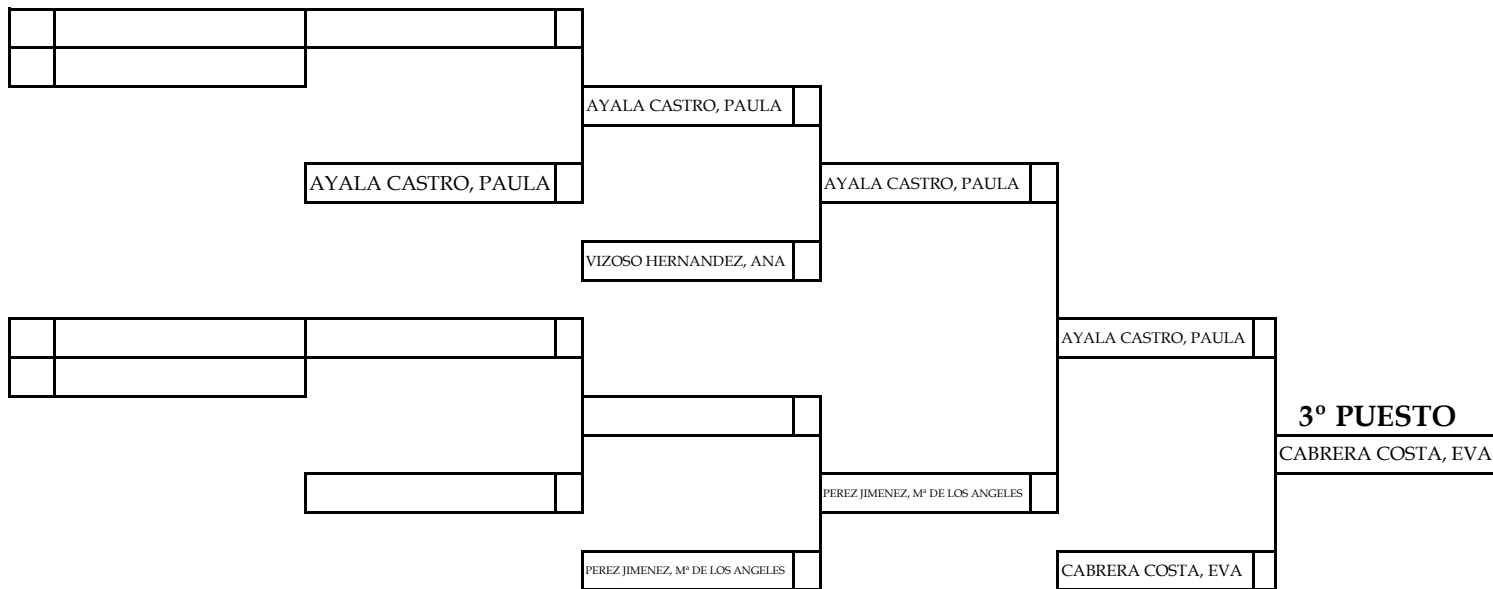 AYALA CASTRO, PAULA
AYALA CASTRO, PAULA
AYALA CASTRO, PAULA
VIZOSO HERNANDEZ, ANA
AYALA CASTRO, PAULA
3º PUESTO
CABRERA COSTA, EVA
PEREZ JIMENEZ, Mª DE LOS ANGELES
PEREZ JIMENEZ, Mª DE LOS ANGELES
CABRERA COSTA, EVA